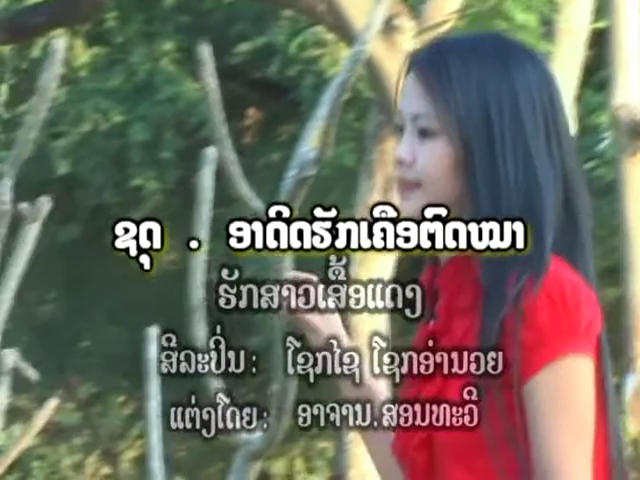 ຊດຸ . ອາດິດຮັກເຄືອຕົດໝາ
ຮັກສາວເສື້ອແດງ
ສີລະປິ່ນ: ໂຊກໄຊ ໂຊກອຳນວຍ
ແຕ່ງໂດຍ: ອາຈານ.ສອນທະວີ